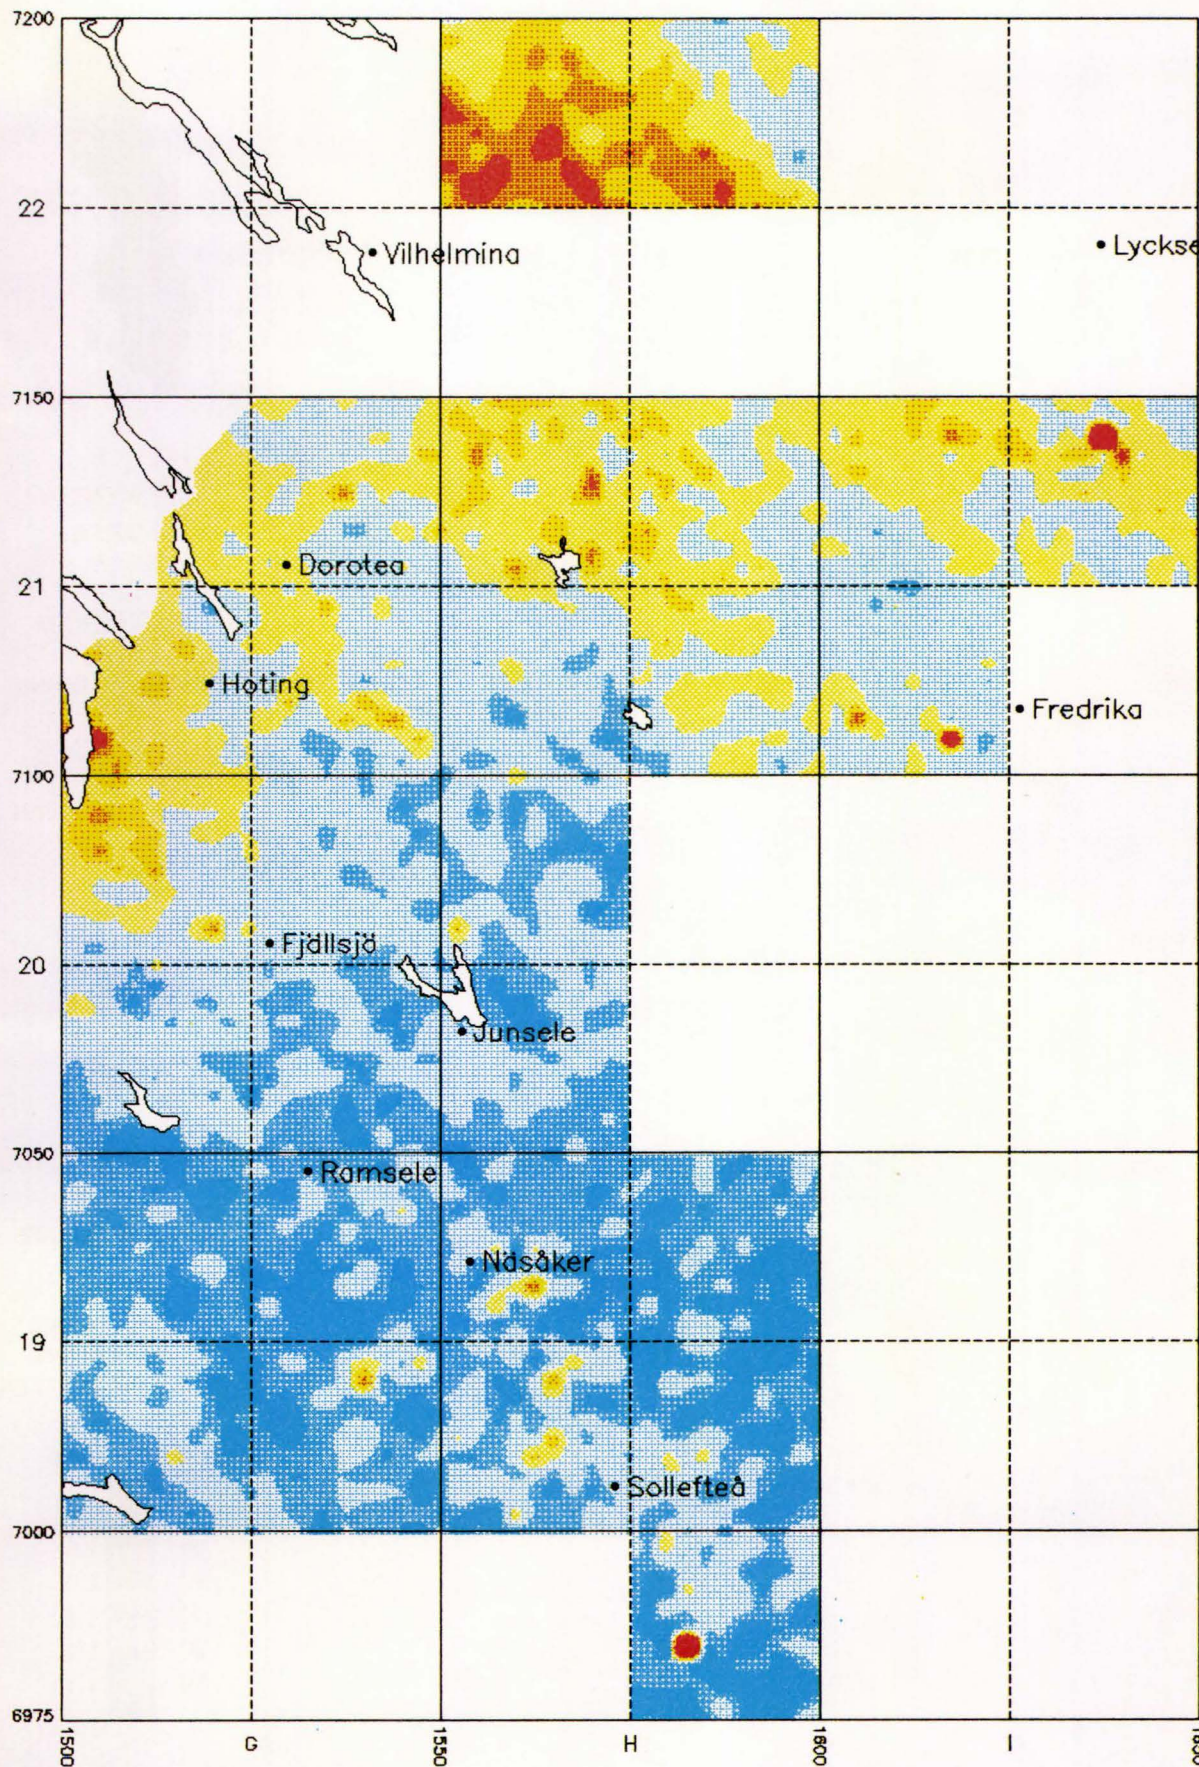 7200
22
• Vilhelmina
• Lyckse
7150
• Dorotea
21
• Hoting
• Fredrika
7100
• Fjällsjö
20
• Junsele
7050
• Ramsele
• Näsåker
19
• Sollefteå
7000
6975
1500 G 1550 H 1600 I